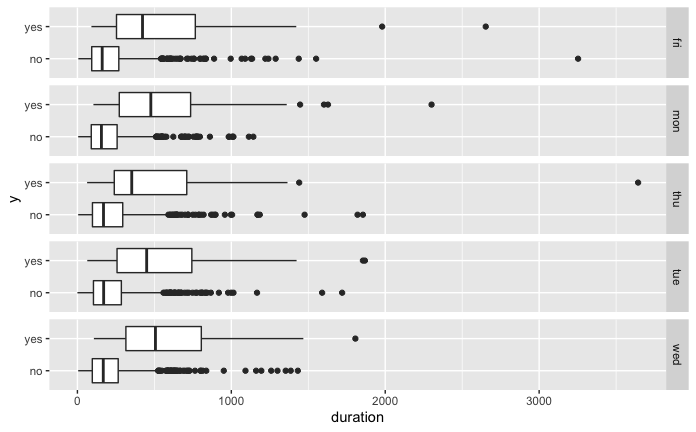 yes
no
fri
yes
no
mon
y
yes
no
thu
yes
no
tue
yes
no
wed
0 1000 2000 3000
duration